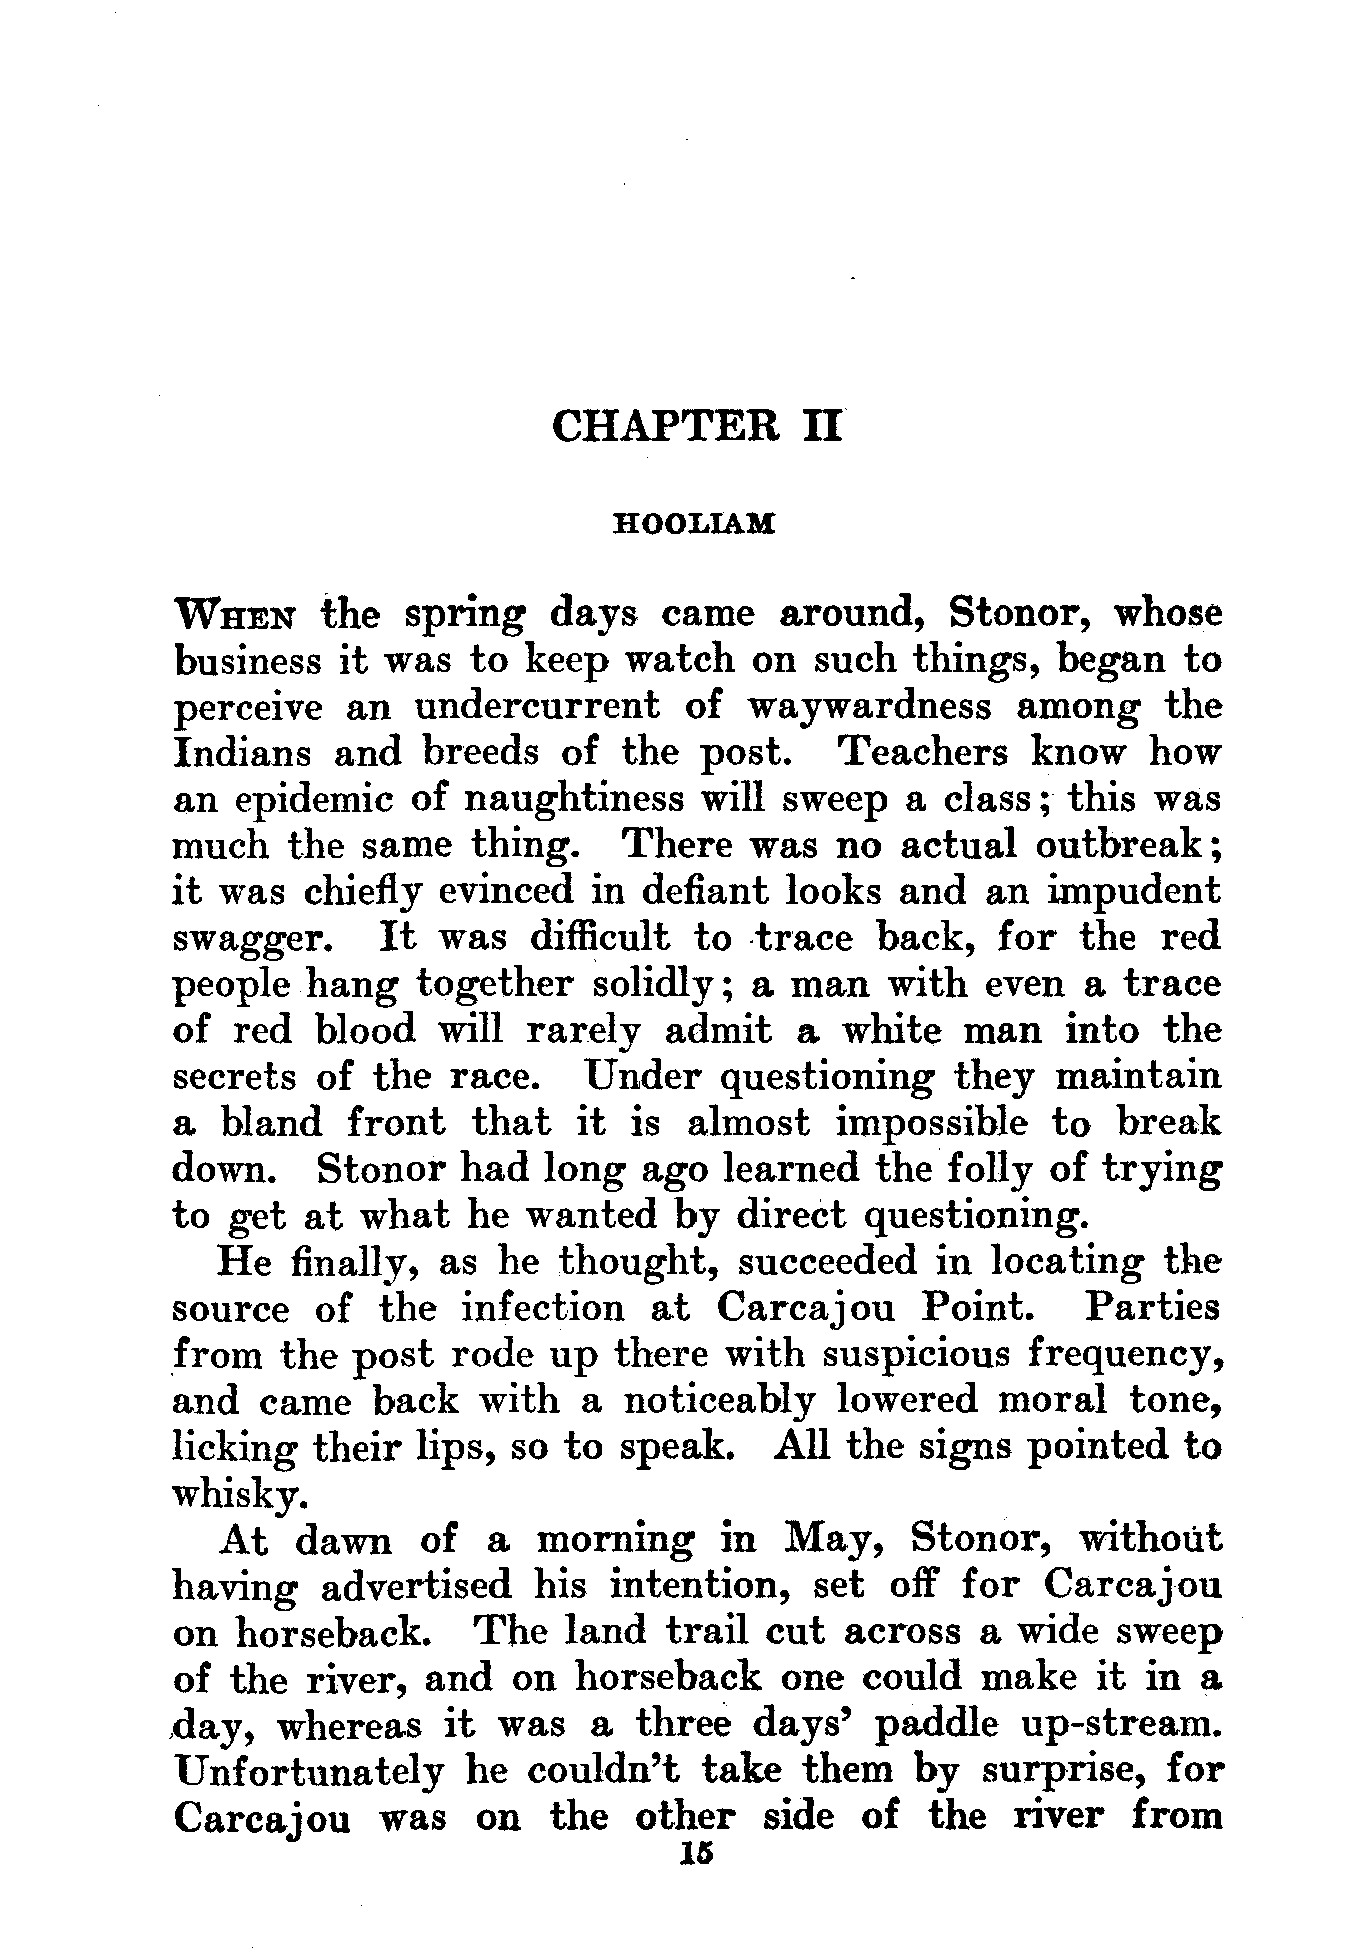 CHAPTER II
HOOLIAM
WHEN the spring days came around, Stonor, whose
business it was to keep watch on such things, began to
perceive an undercurrent of waywardness among the
Indians and breeds of the post. Teachers know how
an epidemic of naughtiness will sweep a class; this was
much the same thing. There was no actual outbreak;
it was chiefly evinced in defiant looks and an impudent
swagger. It was difficult to trace back, for the red
people hang together solidly; a man with even a trace
of red blood will rarely admit a white man into the
secrets of the race. Under questioning they maintain
a bland front that it is almost impossible to break
down. Stonor had long ago learned the folly of trying
to get at what he wanted by direct questioning.
He finally, as he thought, succeeded in locating the
source of the infection at Carcajou Point. Parties
from the post rode up there with suspicious frequency,
and came back with a noticeably lowered moral tone,
licking their lips, so to speak. All the signs pointed to
whisky.
At dawn of a morning in May, Stonor, without
having advertised his intention, set off for Carcajou
on horseback. The land trail cut across a wide sweep
of the river, and on horseback one could make it in a
day, whereas it was a three days' paddle up-stream.
Unfortunately he couldn't take them by surprise, for
Carcajou was on the other side of the river from
15